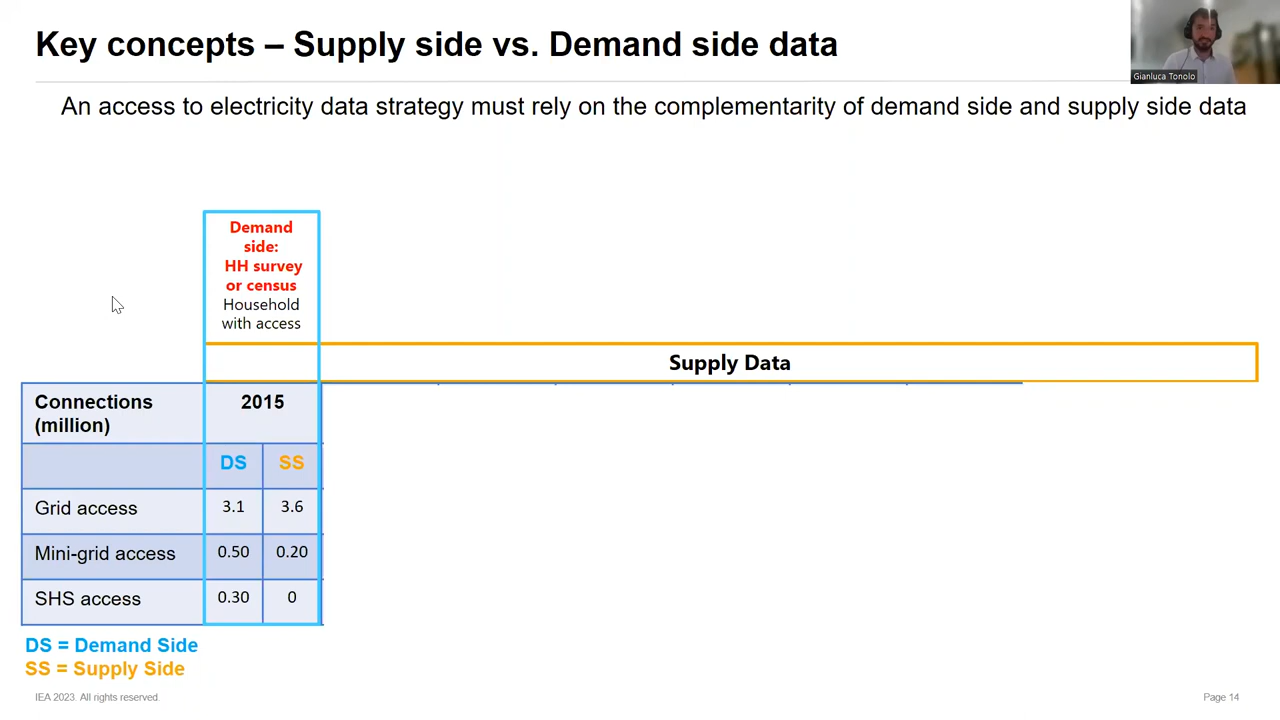 Key concepts – Supply side vs. Demand side data
Gianluca Tonolo
An access to electricity data strategy must rely on the complementarity of demand side and supply side data
Demand
side:
HH survey
or census
Household
with access
Supply Data
Connections
(million)
2015
DS SS
Grid access 3.1 3.6
Mini-grid access 0.50 0.20
SHS access 0.30 0
DS = Demand Side
SS = Supply Side
IEA 2023. All rights reserved.
Page 14